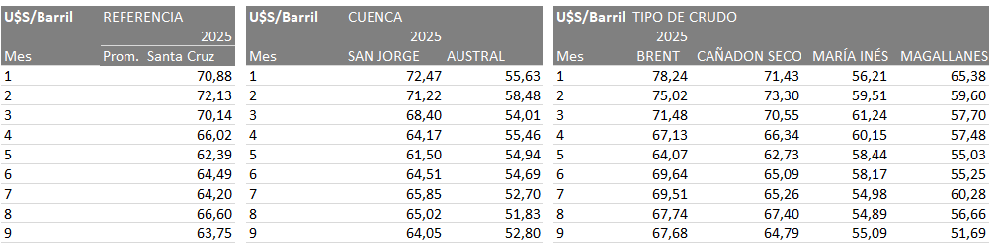 U$S/Barril REFERENCIA U$S/Barril CUENCA U$S/Barril TIPO DE CRUDO
2025 2025 2025
Mes Prom. Santa Cruz Mes SAN JORGE AUSTRAL Mes BRENT CAÑADON SECO MARÍA INÉS MAGALLANES
1 70,88 1 72,47 55,63 1 78,24 71,43 56,21 65,38
2 72,13 2 71,22 58,48 2 75,02 73,30 59,51 59,60
3 70,14 3 68,40 54,01 3 71,48 70,55 61,24 57,70
4 66,02 4 64,17 55,46 4 67,13 66,34 60,15 57,48
5 62,39 5 61,50 54,94 5 64,07 62,73 58,44 55,03
6 64,49 6 64,51 54,69 6 69,64 65,09 58,17 55,25
7 64,20 7 65,85 52,70 7 69,51 65,26 54,98 60,28
8 66,60 8 65,02 51,83 8 67,74 67,40 54,89 56,66
9 63,75 9 64,05 52,80 9 67,68 64,79 55,09 51,69